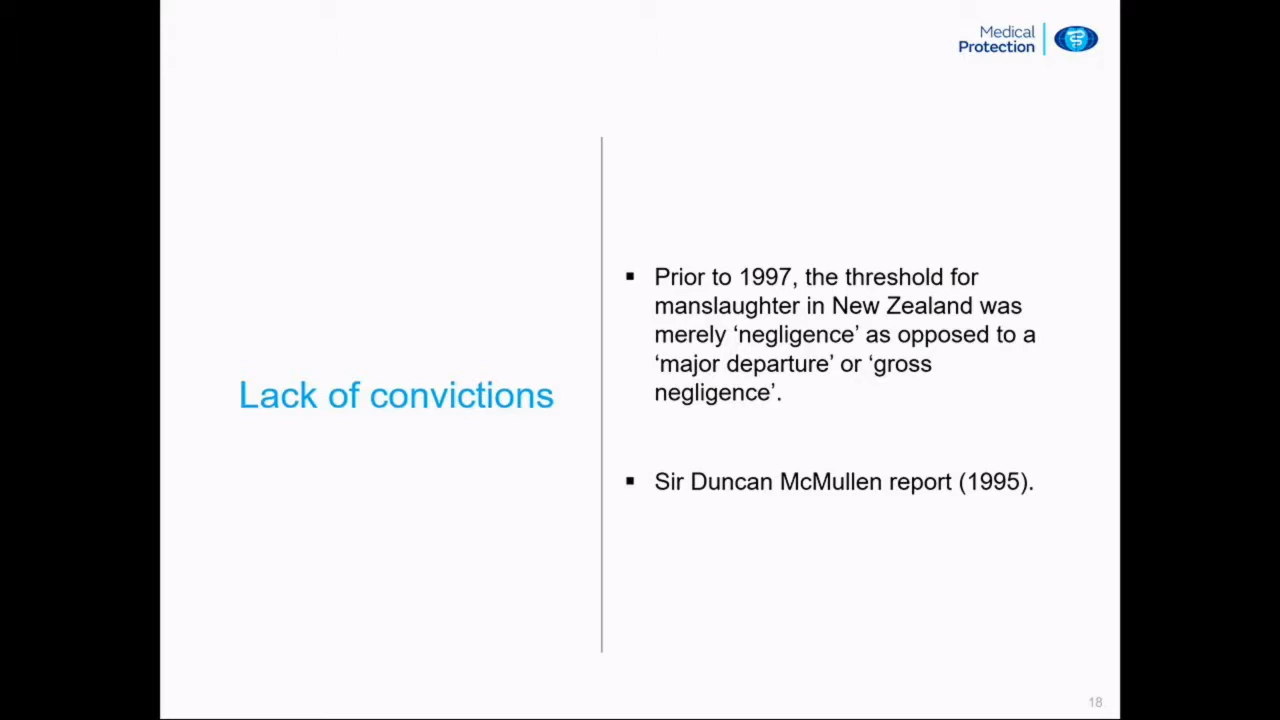 Medical
Protection
Lack of convictions
▪ Prior to 1997, the threshold for
manslaughter in New Zealand was
merely ‘negligence’ as opposed to a
‘major departure’ or ‘gross
negligence’.
▪ Sir Duncan McMullen report (1995).
18